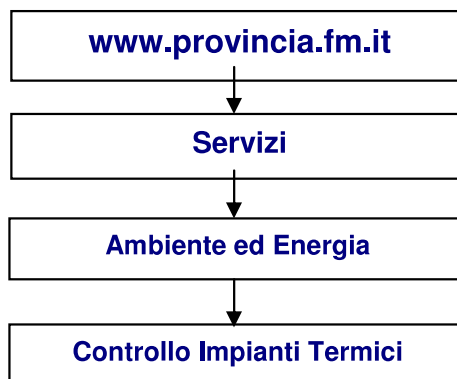 www.provincia.fm.it
Servizi
Ambiente ed Energia
Controllo Impianti Termici